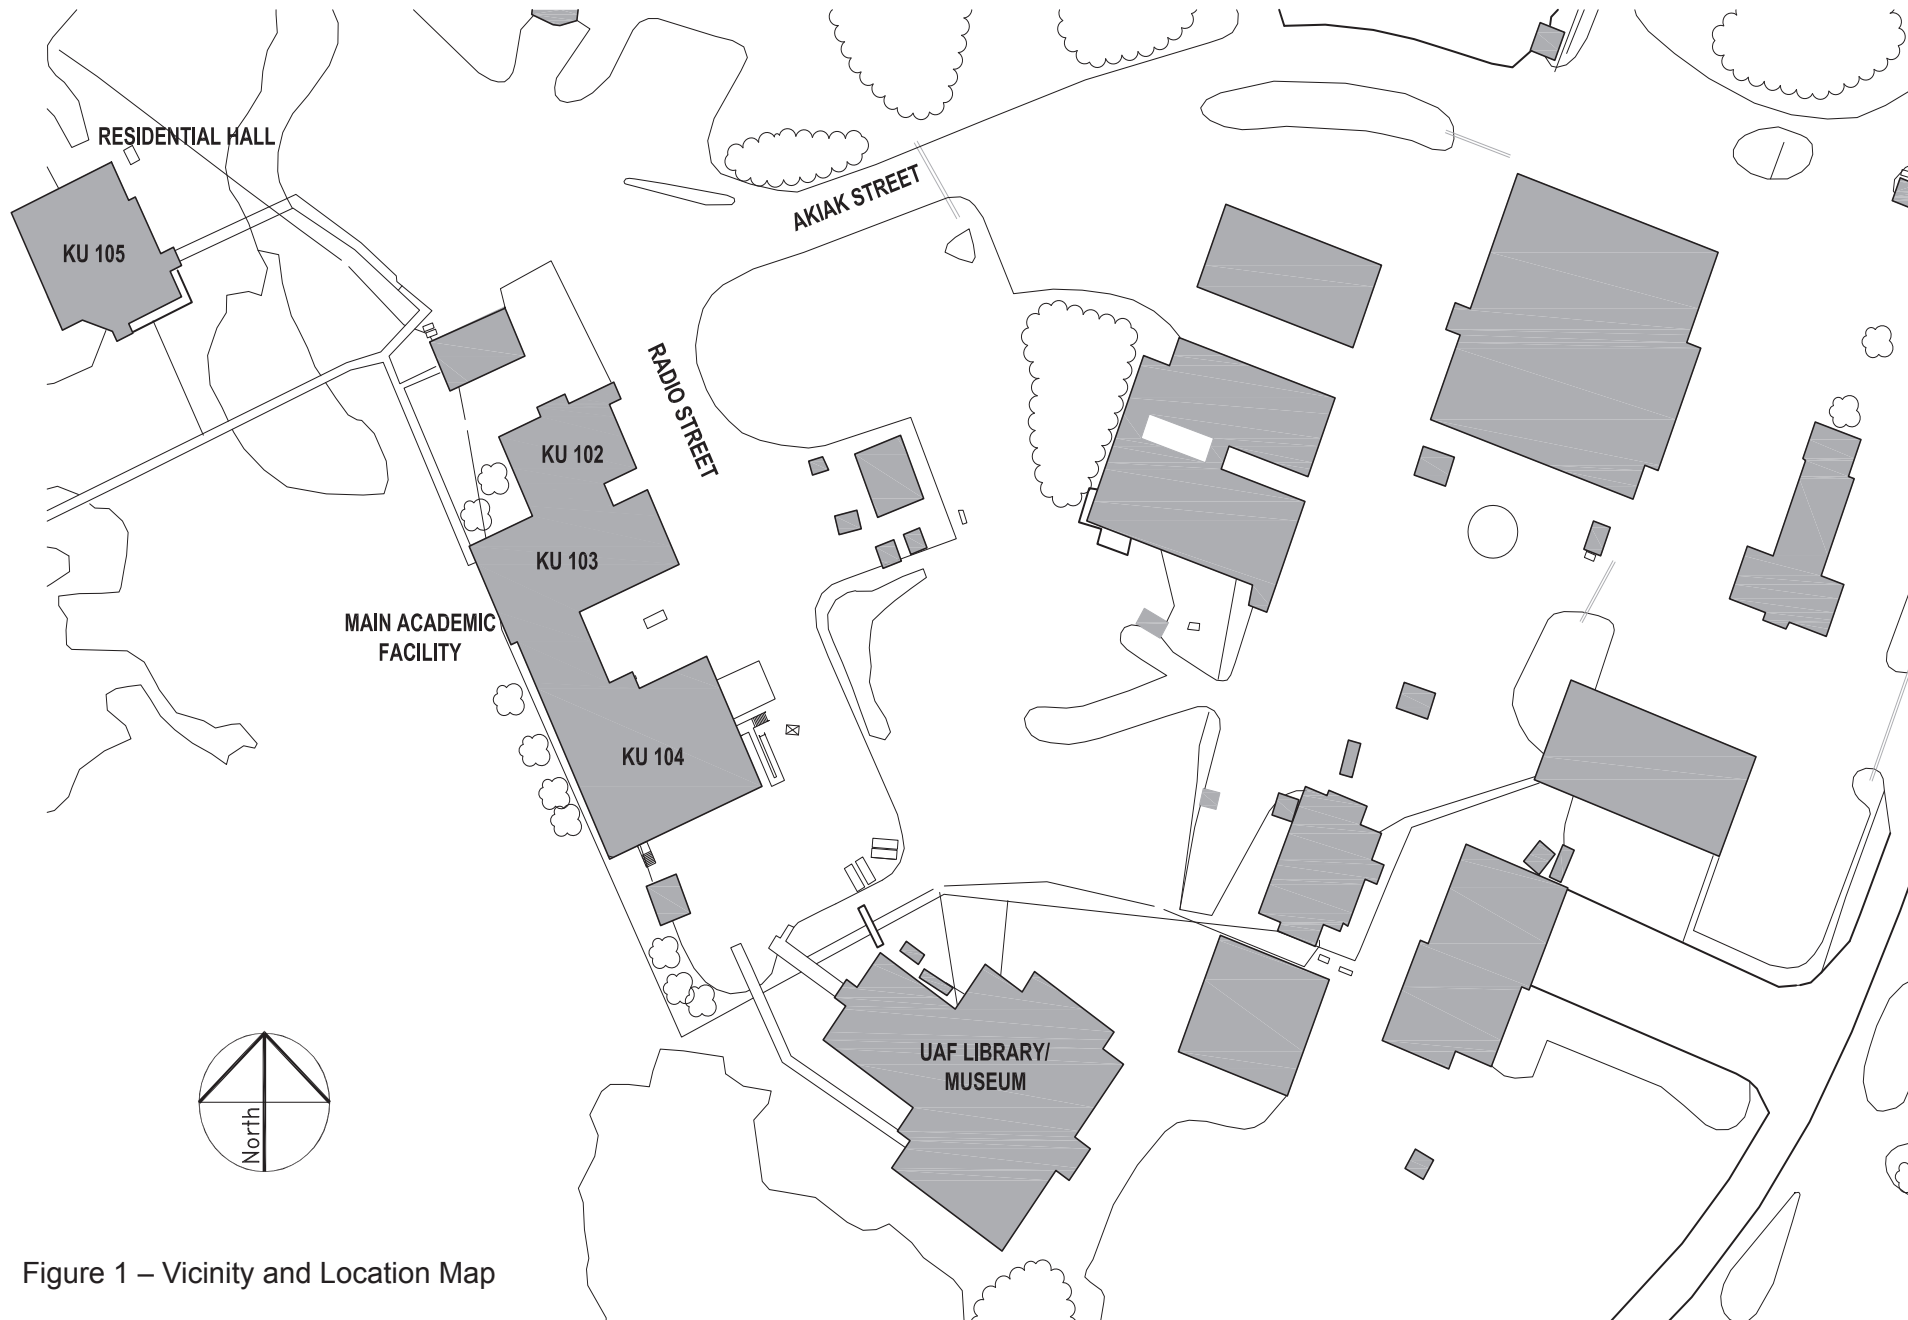 RESIDENTIAL HALL
KU 105
AKIAK STREET
RADIO STREET
KU 102
KU 103
MAIN ACADEMIC
FACILITY
KU 104
UAF LIBRARY/
MUSEUM
North
Figure 1 – Vicinity and Location Map